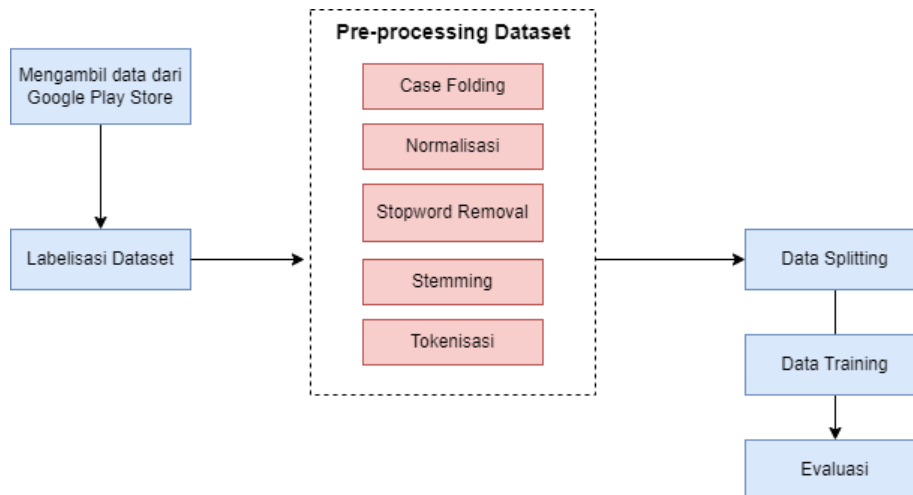 Mengambil data dari
Google Play Store
Labelisasi Dataset
Pre-processing Dataset
Case Folding
Normalisasi
Stopword Removal
Stemming
Tokenisasi
Data Splitting
Data Training
Evaluasi